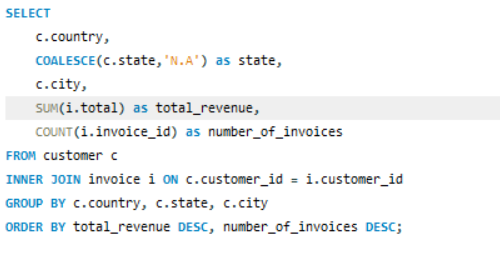 SELECT
    c.country,
    COALESCE(c.state,'N.A') as state,
    c.city,
    SUM(i.total) as total_revenue,
    COUNT(i.invoice_id) as number_of_invoices
FROM customer c
INNER JOIN invoice i ON c.customer_id = i.customer_id
GROUP BY c.country, c.state, c.city
ORDER BY total_revenue DESC, number_of_invoices DESC;